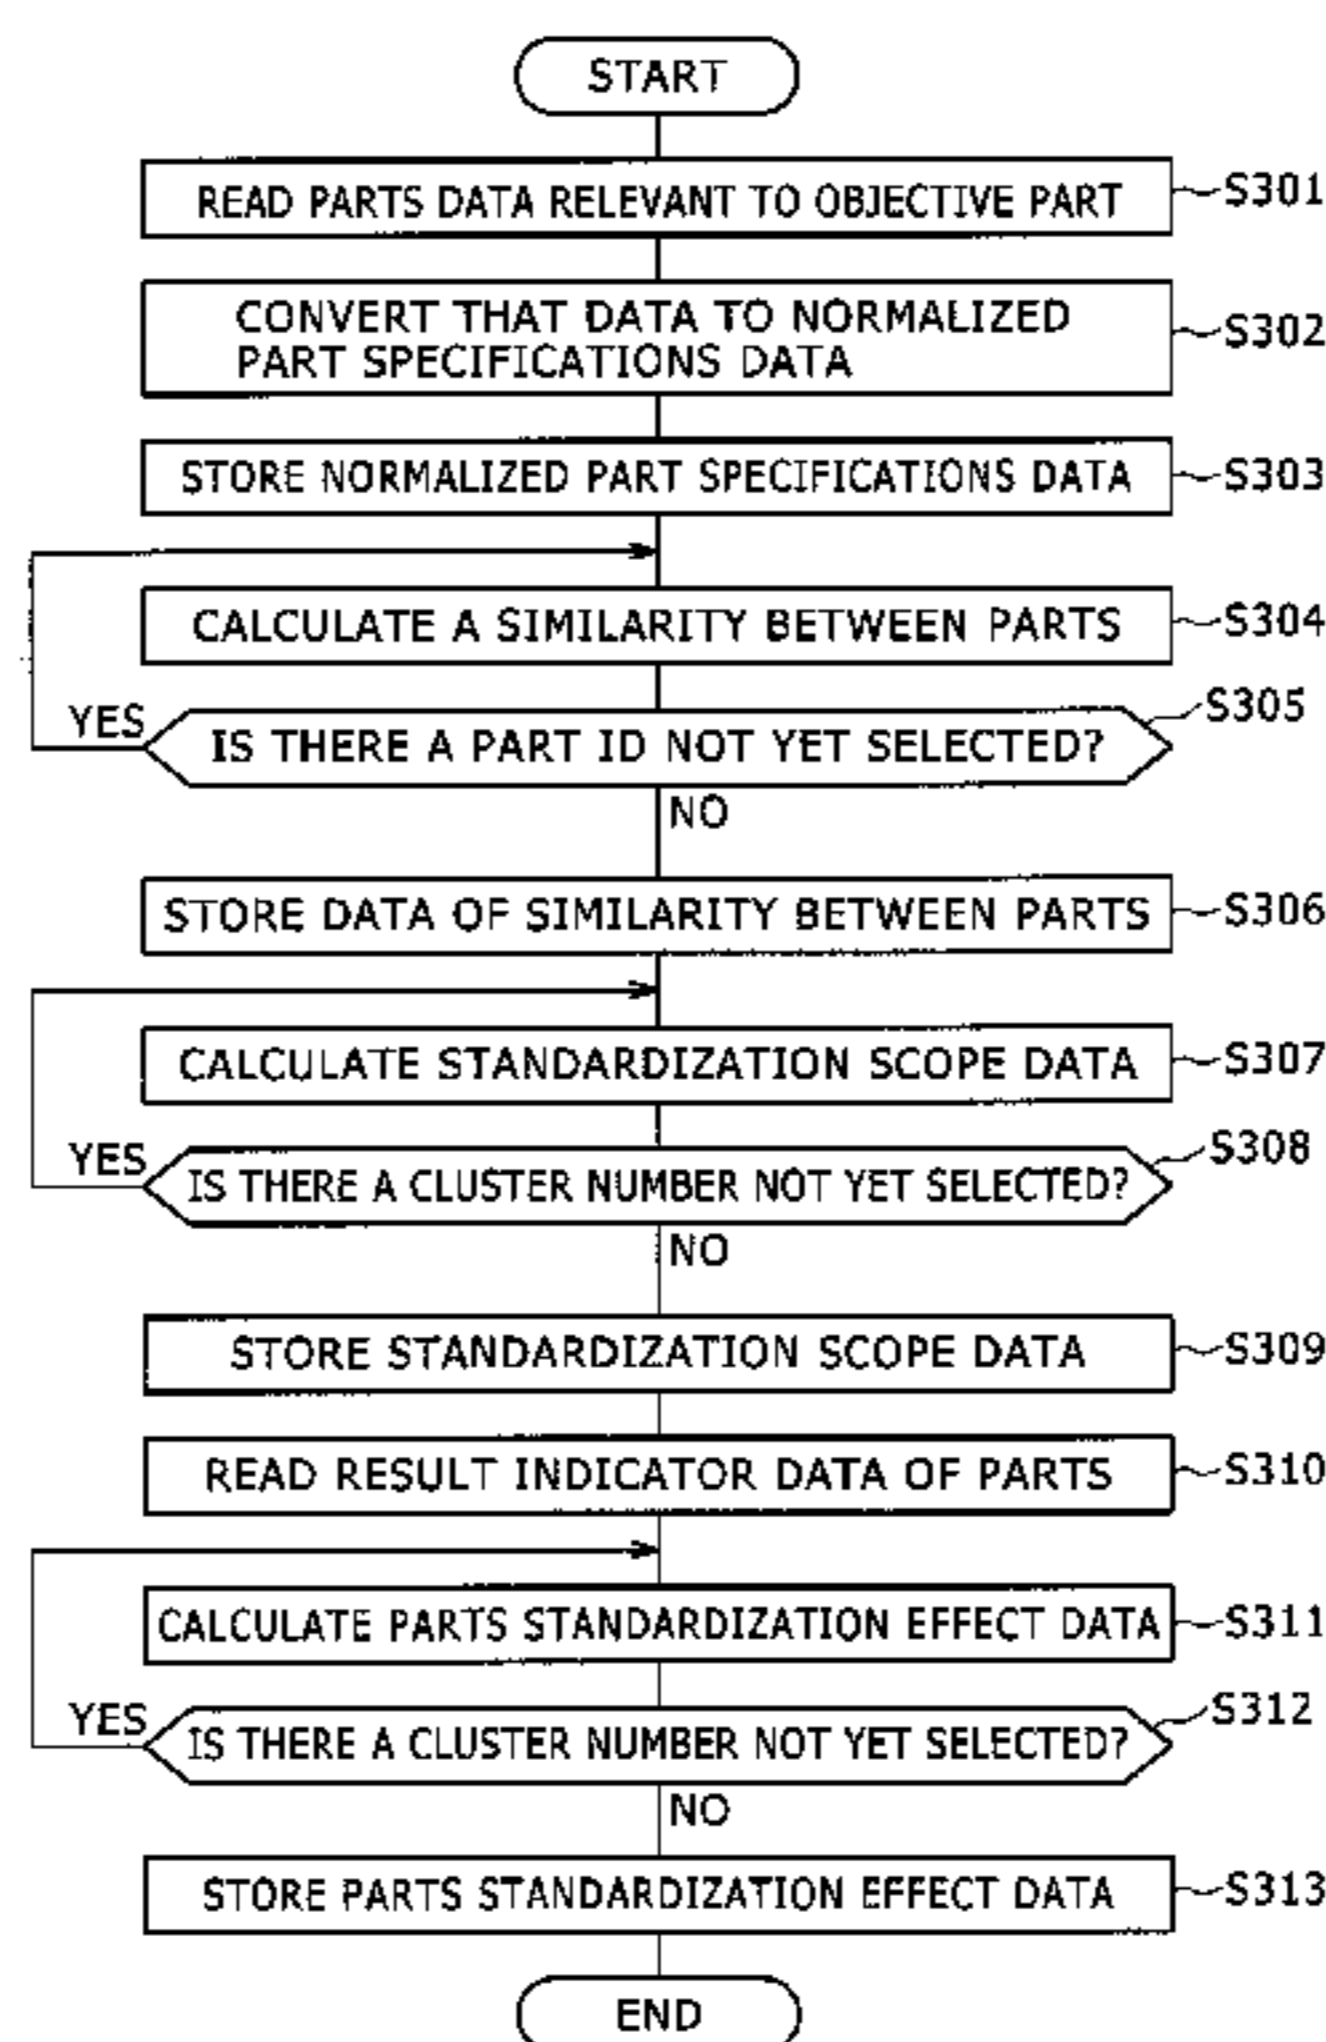 START
READ PARTS DATA RELEVANT TO OBJECTIVE PART
S301
CONVERT THAT DATA TO NORMALIZED
PART SPECIFICATIONS DATA
S302
STORE NORMALIZED PART SPECIFICATIONS DATA
S303
CALCULATE A SIMILARITY BETWEEN PARTS
S304
YES
IS THERE A PART ID NOT YET SELECTED?
S305
NO
STORE DATA OF SIMILARITY BETWEEN PARTS
S306
CALCULATE STANDARDIZATION SCOPE DATA
S307
YES
IS THERE A CLUSTER NUMBER NOT YET SELECTED?
S308
NO
STORE STANDARDIZATION SCOPE DATA
S309
READ RESULT INDICATOR DATA OF PARTS
S310
CALCULATE PARTS STANDARDIZATION EFFECT DATA
S311
YES
IS THERE A CLUSTER NUMBER NOT YET SELECTED?
S312
NO
STORE PARTS STANDARDIZATION EFFECT DATA
S313
END